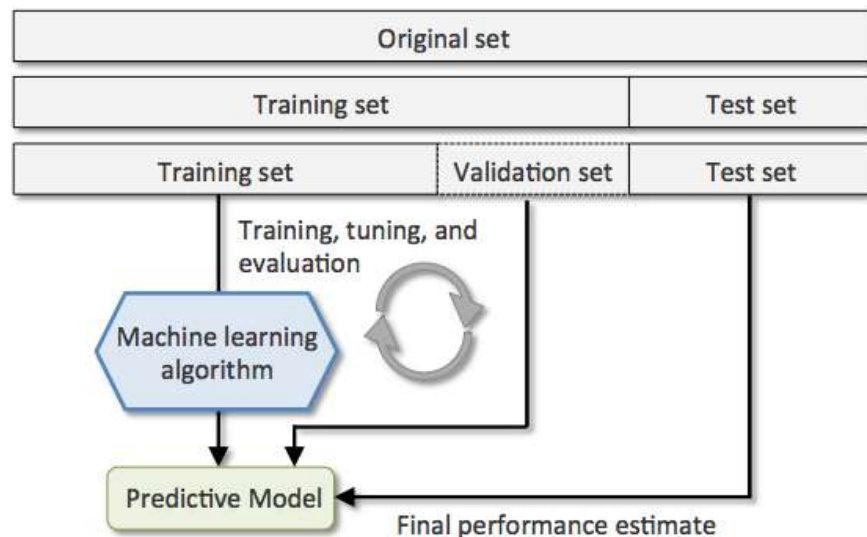 Original set
Training set
Test set
Training set
Validation set
Test set
Training, tuning, and
evaluation
Machine learning
algorithm
Predictive Model
Final performance estimate